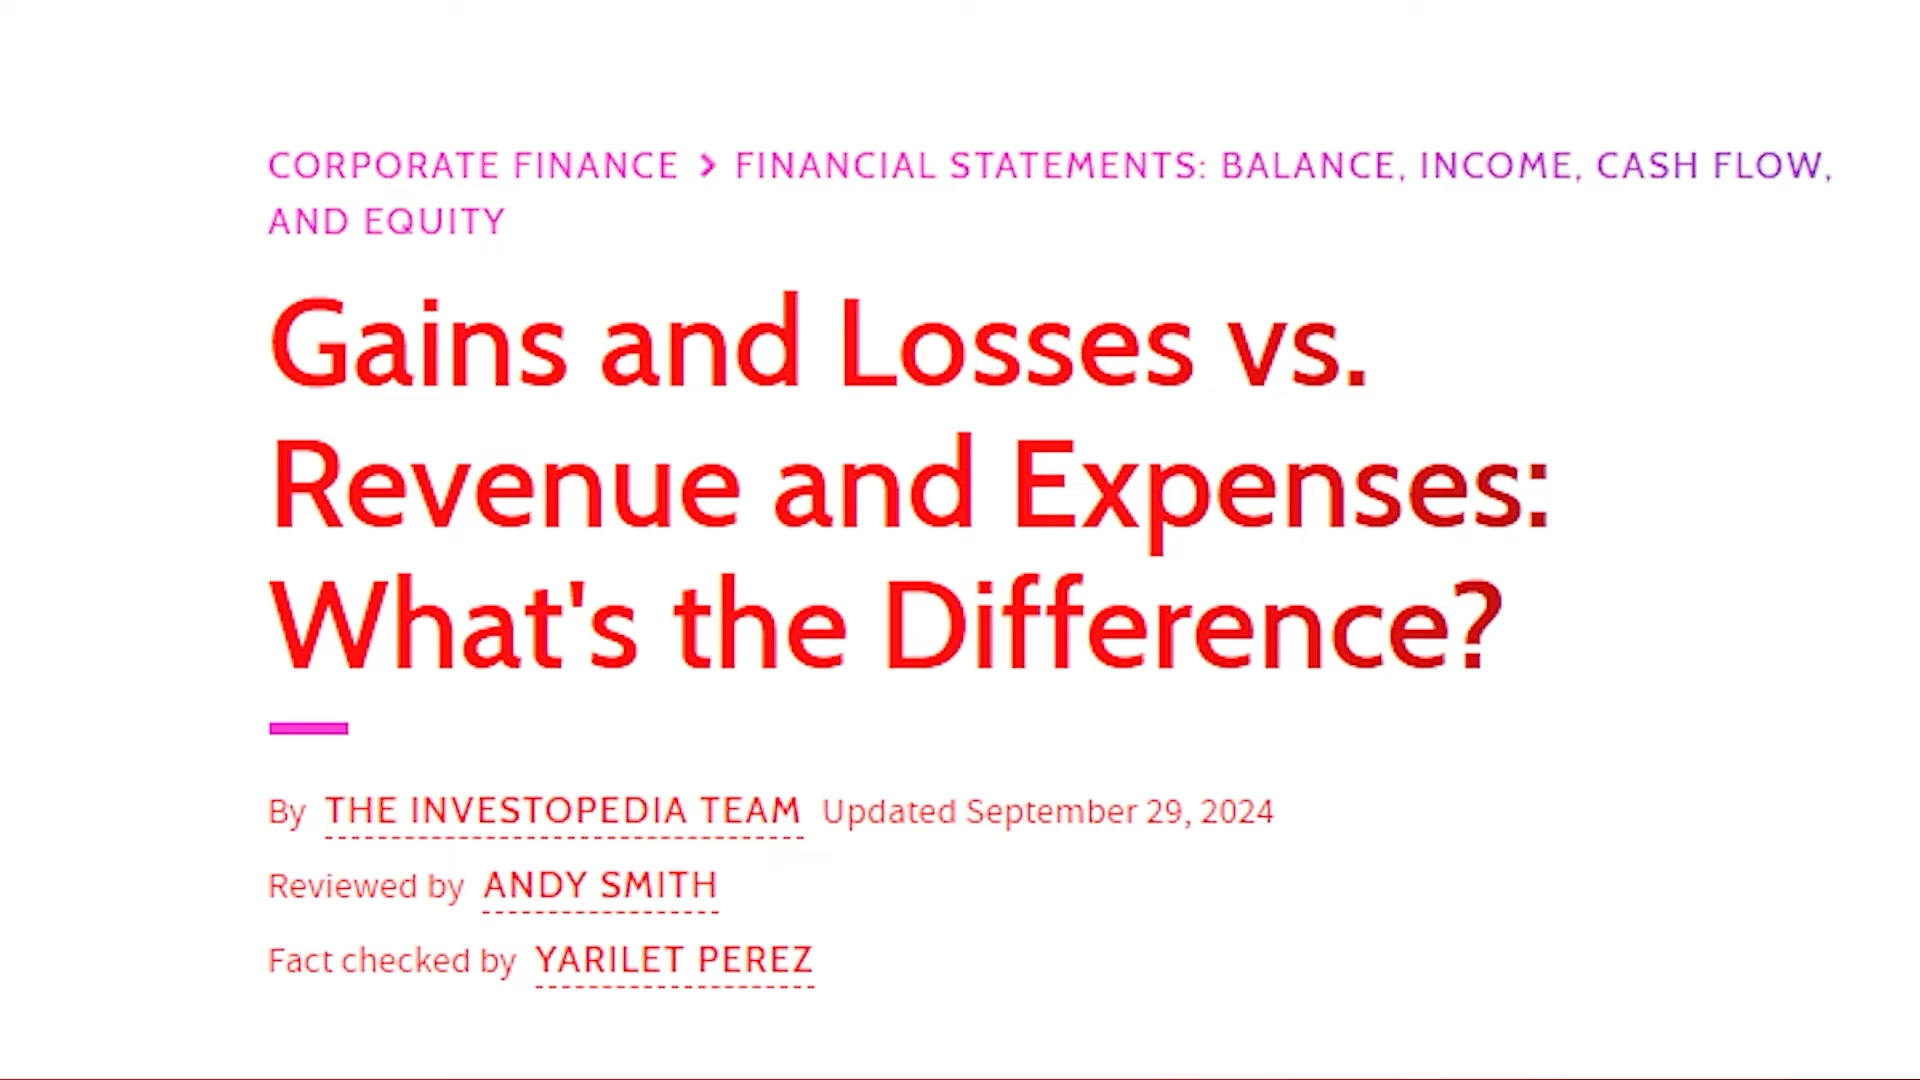 CORPORATE FINANCE > FINANCIAL STATEMENTS: BALANCE, INCOME, CASH FLOW,
AND EQUITY
Gains and Losses vs.
Revenue and Expenses:
What's the Difference?
By THE INVESTOPEDIA TEAM Updated September 29, 2024
Reviewed by ANDY SMITH
Fact checked by YARILET PEREZ